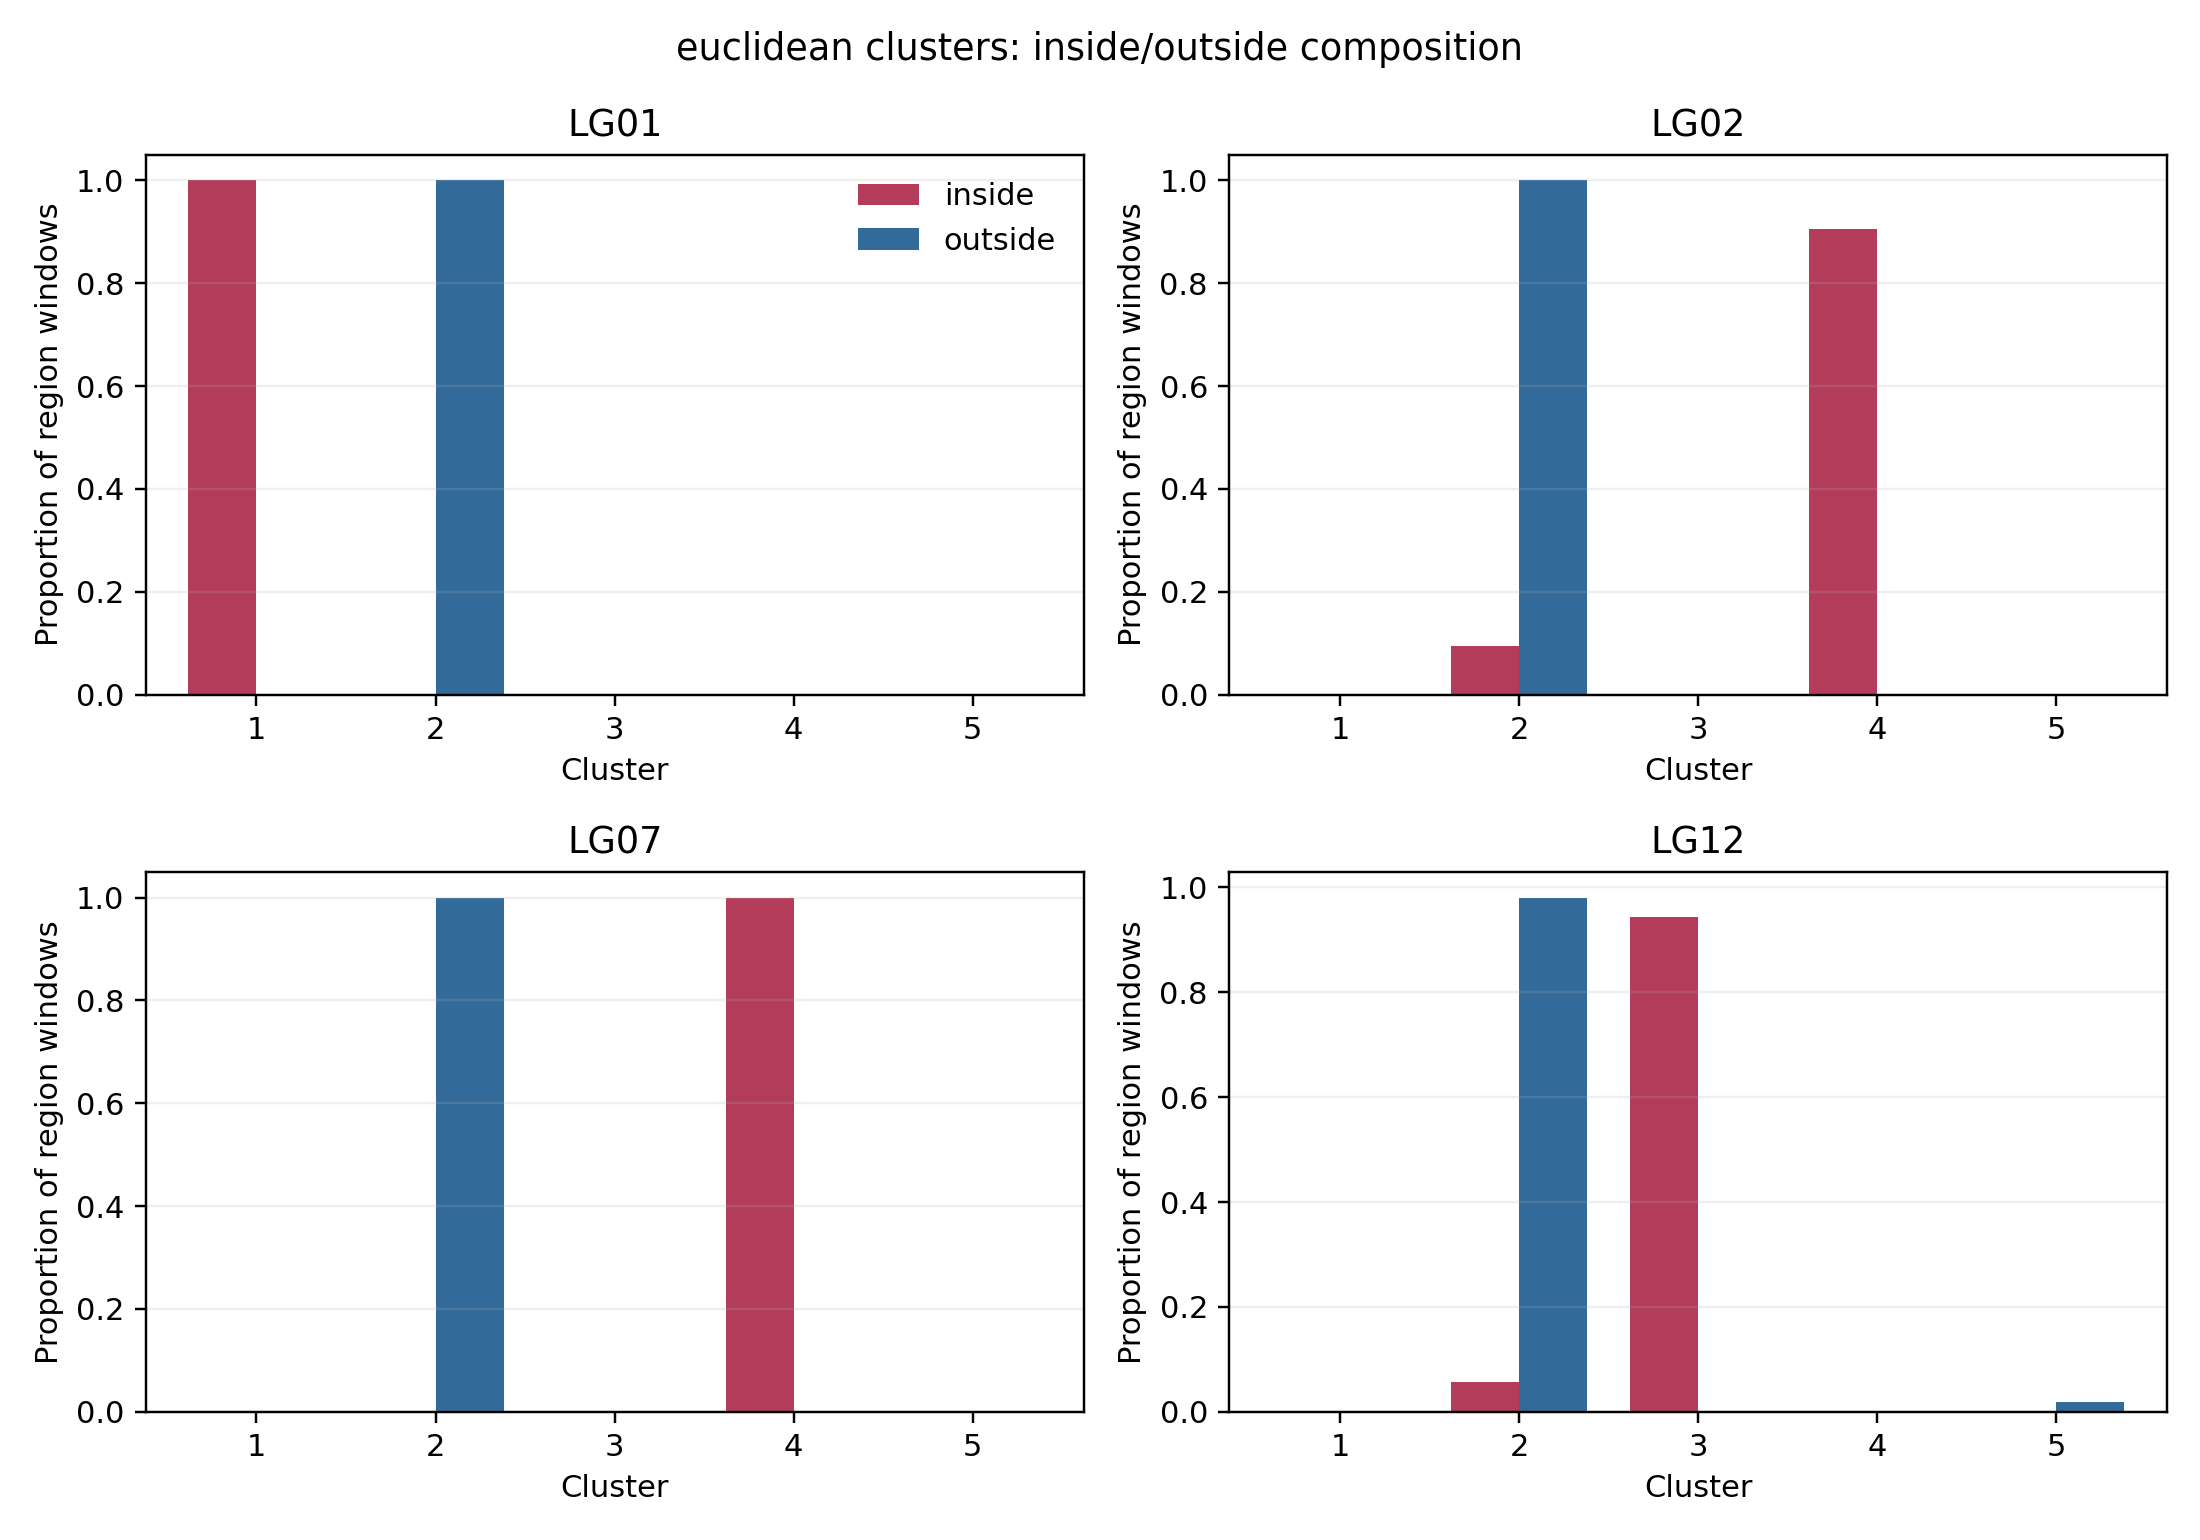 euclidean clusters: inside/outside composition
LG01
Proportion of region windows
1.0
0.8
0.6
0.4
0.2
0.0
inside
outside
1 2 3 4 5
Cluster
LG02
Proportion of region windows
1.0
0.8
0.6
0.4
0.2
0.0
1 2 3 4 5
Cluster
LG07
Proportion of region windows
1.0
0.8
0.6
0.4
0.2
0.0
1 2 3 4 5
Cluster
LG12
Proportion of region windows
1.0
0.8
0.6
0.4
0.2
0.0
1 2 3 4 5
Cluster